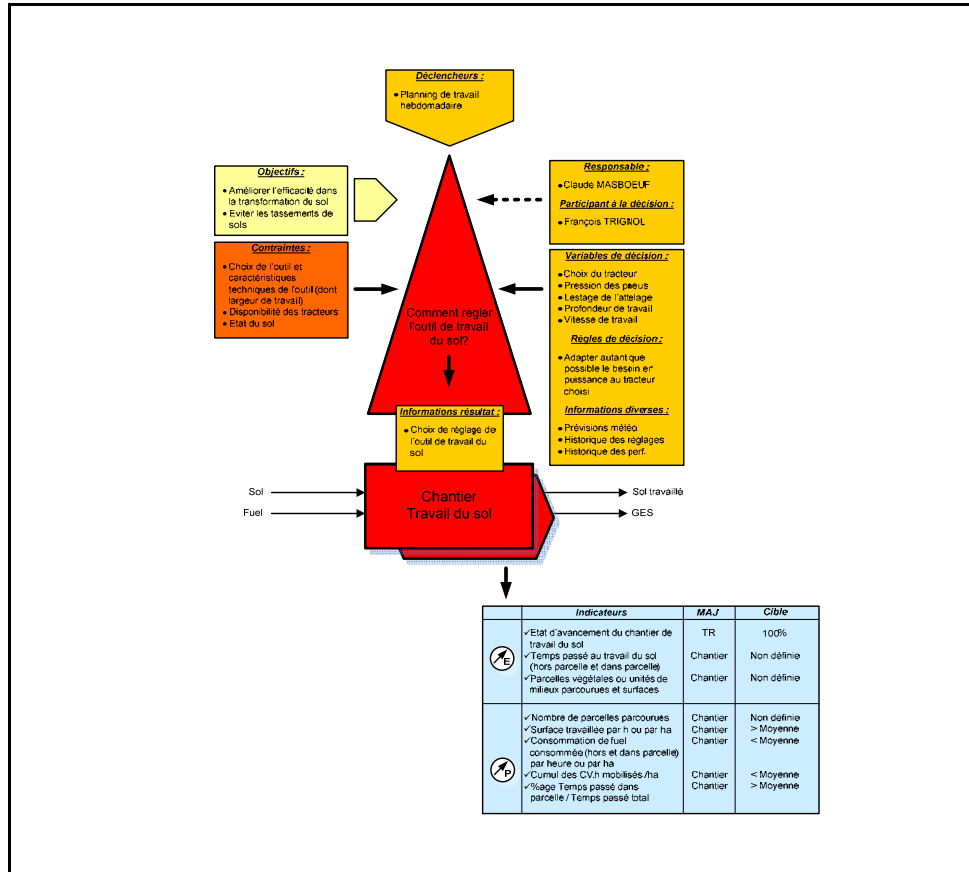 Déclencheurs :
• Planning de travail
hebdomadaire
Objectifs :
• Améliorer l'efficacité dans
la transformation du sol
• Eviter les tassements de
sols
Contraintes :
• Choix de l'outil et
caractéristiques
techniques de l'outil (dont
largeur de travail)
• Disponibilité des tracteurs
• Etat du sol
Responsable :
• Claude MASBOEUF
Participant à la décision :
• François TRIGNOL
Variables de décision :
• Choix du tracteur
• Pression des pneus
• Lestage de l'attelage
• Profondeur de travail
• Vitesse de travail
Règles de décision :
• Adapter autant que
possible le besoin en
puissance au tracteur
choisi
Informations diverses :
• Prévisions météo
• Historique des réglages
• Historique des perf.
Comment régler
l'outil de travail
du sol?
Informations résultat :
• Choix de réglage de
l'outil de travail du
sol
Chantier
Travail du sol
Sol
Fuel
Sol travaillé
GES
Indicateurs MAJ Cible
E
✓Etat d'avancement du chantier de TR 100%
travail du sol
✓Temps passé au travail du sol Chantier Non définie
(hors parcelle et dans parcelle)
✓Parcelles végétales ou unités de Chantier Non définie
milieux parcourues et surfaces
P
✓Nombre de parcelles parcourues Chantier Non définie
✓Surface travaillée par h ou par ha Chantier > Moyenne
✓Consommation de fuel Chantier < Moyenne
consommée (hors et dans parcelle)
par heure ou par ha
✓Cumul des CV.h mobilisés /ha Chantier < Moyenne
✓%age Temps passé dans Chantier > Moyenne
parcelle / Temps passé total